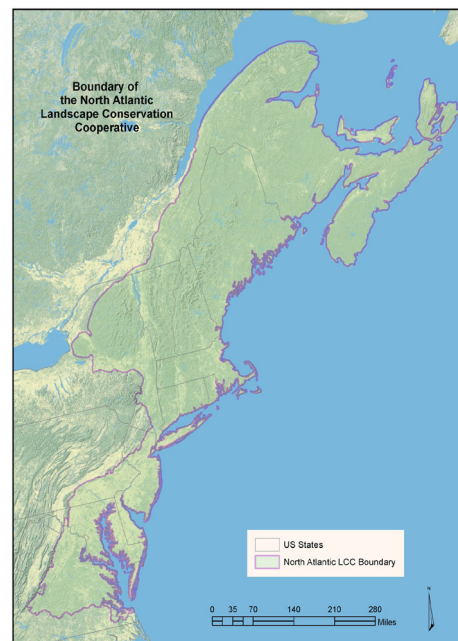 Boundary of
the North Atlantic
Landscape Conservation
Cooperative
US States
North Atlantic LCC Boundary
N
0 35 70 140 210 280
Miles